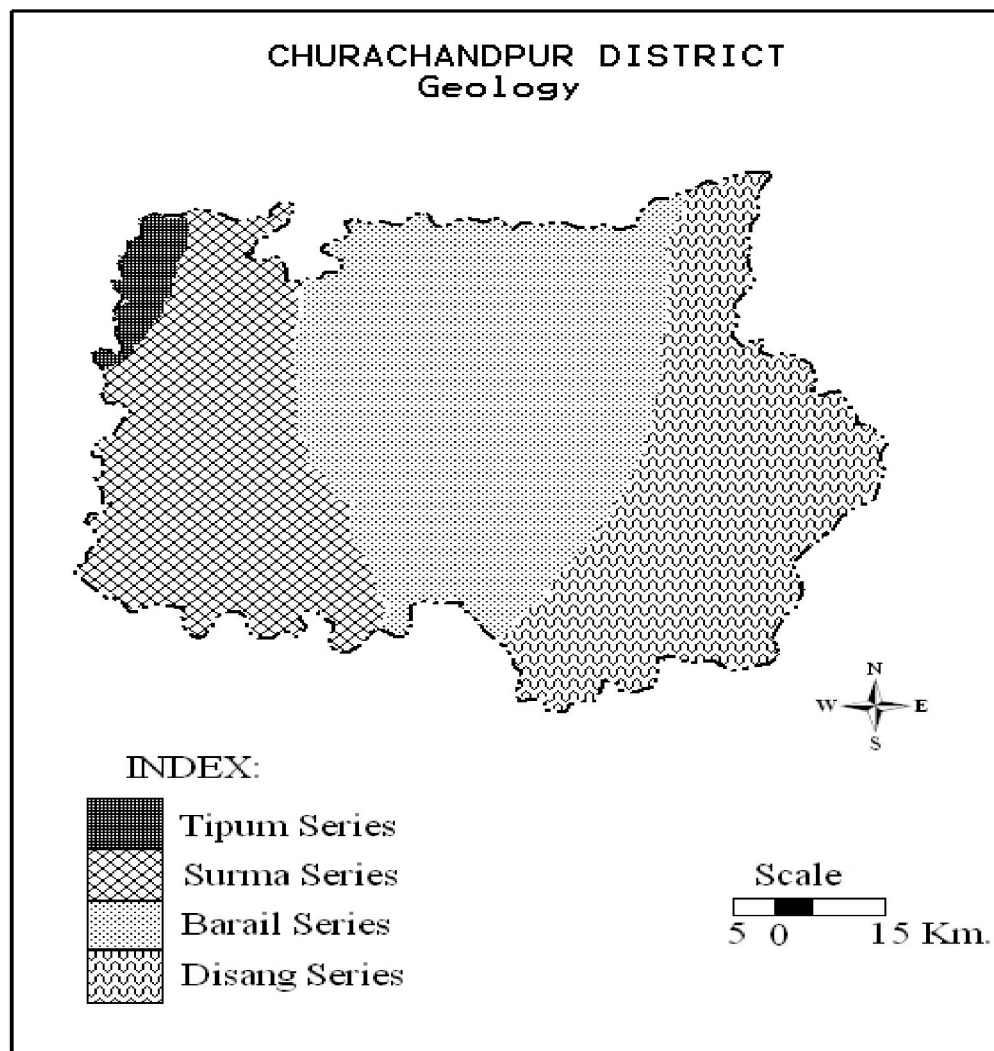 CHURACHANDPUR DISTRICT
Geology
N
W E
S
INDEX:
Tipum Series
Surma Series
Barail Series
Disang Series
Scale
5 0 15 Km.